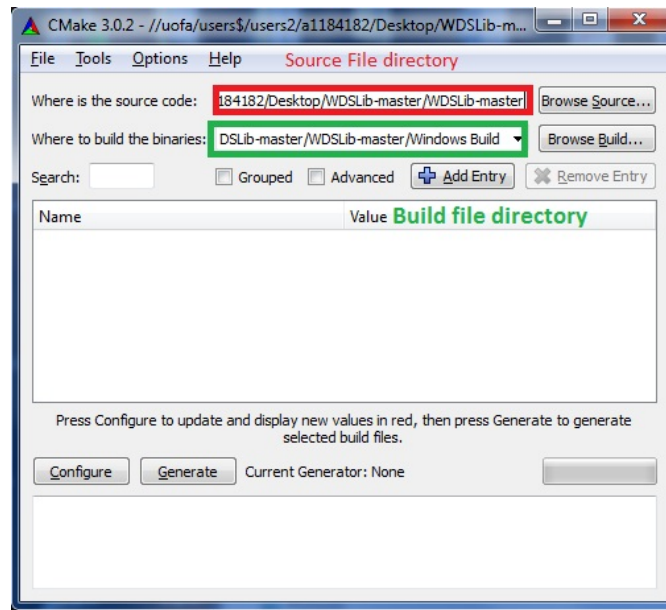 CMake 3.0.2 - //uofa/users$/users2/a1184182/Desktop/WDSLib-m...
File Tools Options Help Source File directory
Where is the source code: 184182/Desktop/WDSLib-master/WDSLib-master Browse Source...
Where to build the binaries: DSLib-master/WDSLib-master/Windows Build Browse Build...
Search: Grouped Advanced Add Entry Remove Entry
Name Value Build file directory
Press Configure to update and display new values in red, then press Generate to generate
selected build files.
Configure Generate Current Generator: None